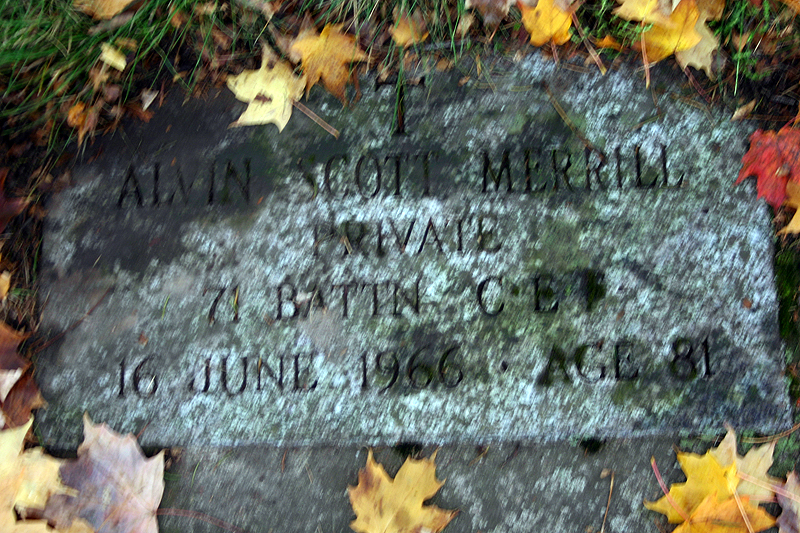 ALVIN SCOTT MERRILL
PRIVATE
71 BATTN C·E·F·
16 JUNE 1966 · AGE 81